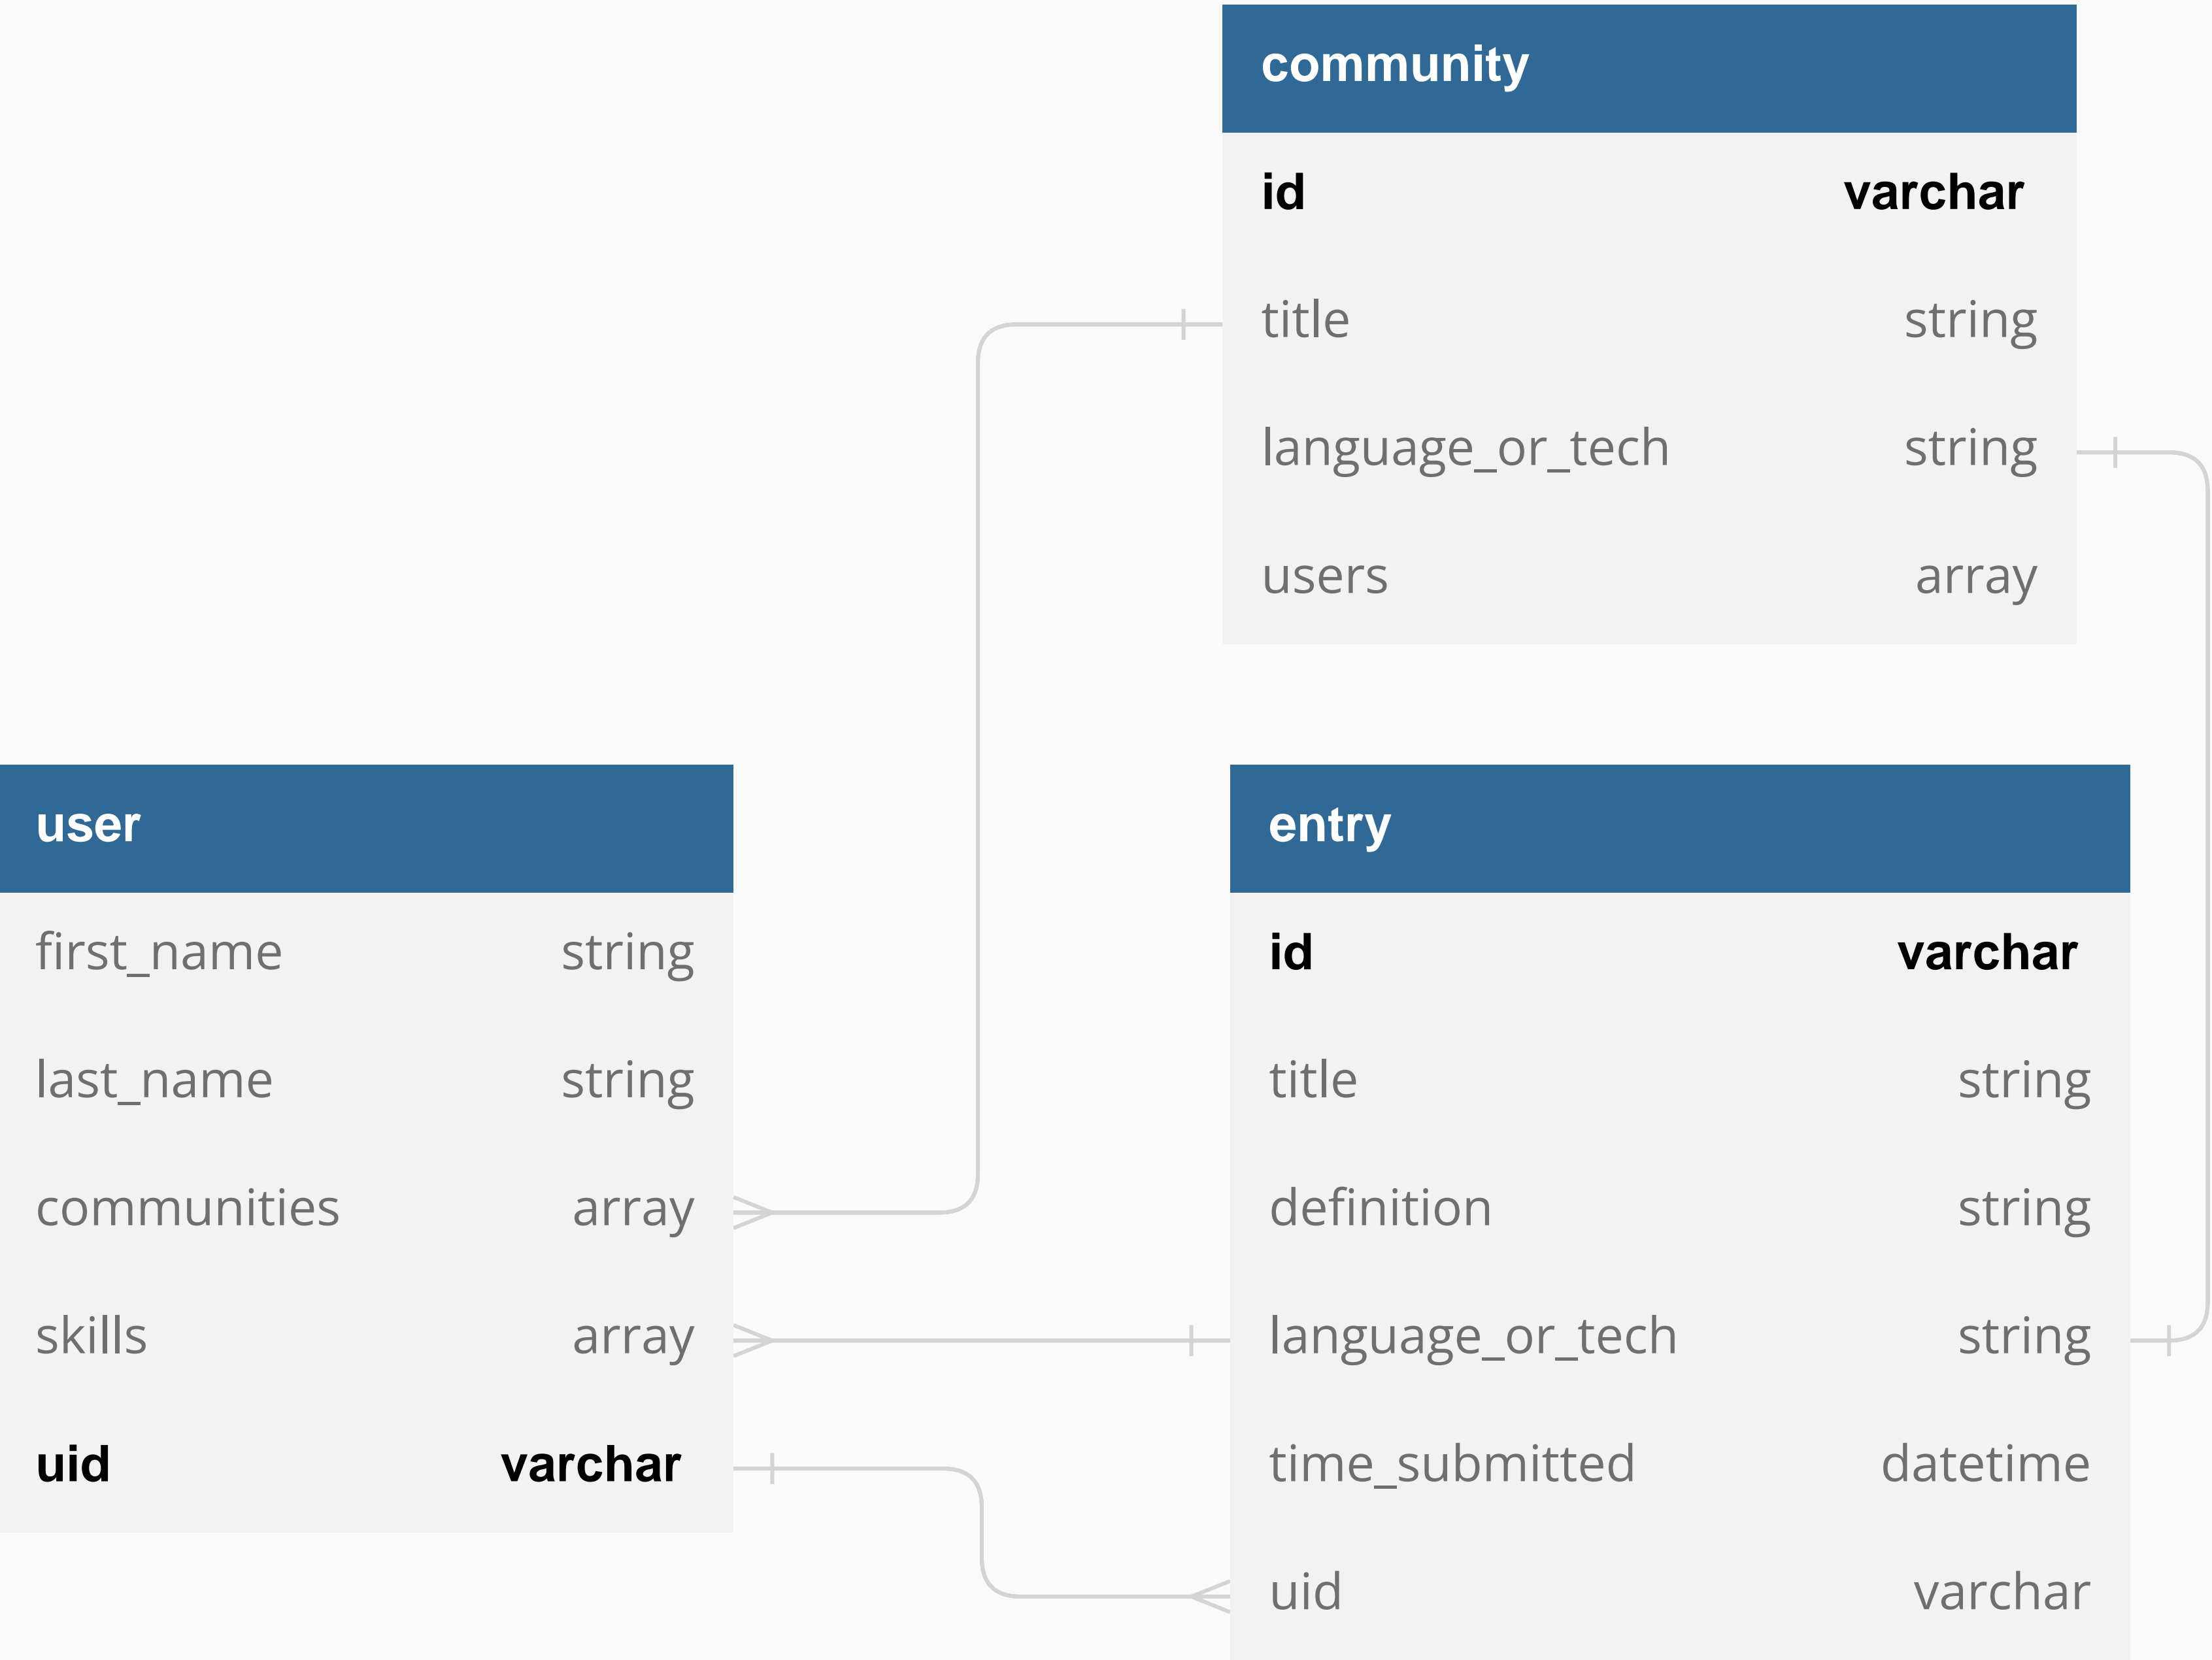 community
id varchar
title string
language_or_tech string
users array
user
first_name string
last_name string
communities array
skills array
uid varchar
entry
id varchar
title string
definition string
language_or_tech string
time_submitted datetime
uid varchar